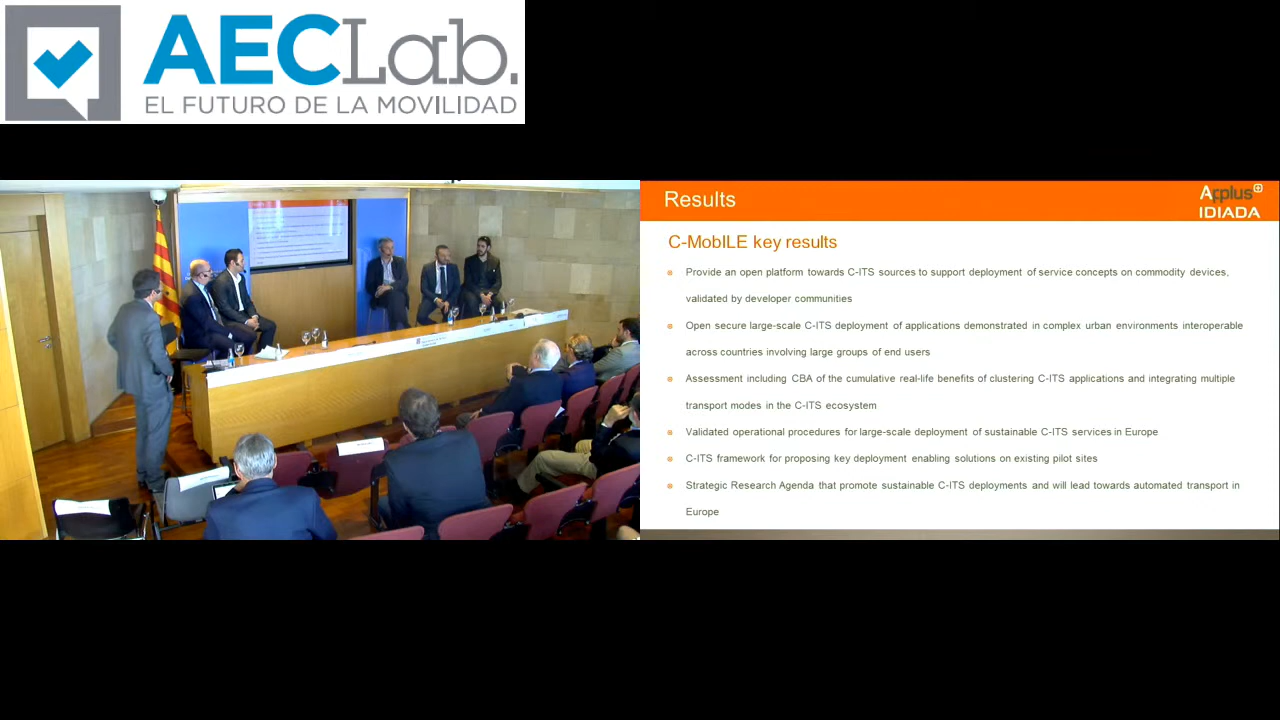 AECLab.
EL FUTURO DE LA MOVILIDAD
Results
Applus+
IDIADA
C-MobILE key results
Provide an open platform towards C-ITS sources to support deployment of service concepts on commodity devices,
validated by developer communities
Open secure large-scale C-ITS deployment of applications demonstrated in complex urban environments interoperable
across countries involving large groups of end users
Assessment including CBA of the cumulative real-life benefits of clustering C-ITS applications and integrating multiple
transport modes in the C-ITS ecosystem
Validated operational procedures for large-scale deployment of sustainable C-ITS services in Europe
C-ITS framework for proposing key deployment enabling solutions on existing pilot sites
Strategic Research Agenda that promote sustainable C-ITS deployments and will lead towards automated transport in
Europe